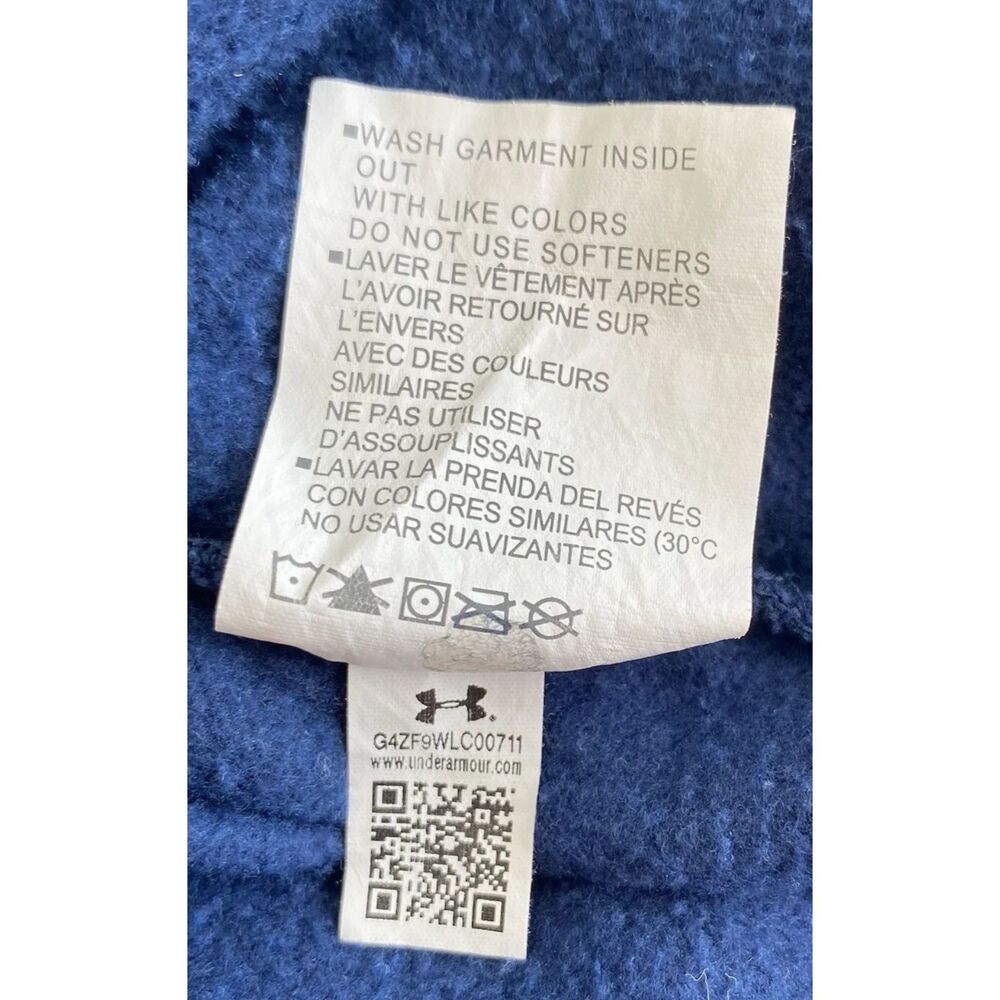 ▪WASH GARMENT INSIDE
OUT
WITH LIKE COLORS
DO NOT USE SOFTENERS
▪LAVER LE VÊTEMENT APRÈS
L'AVOIR RETOURNÉ SUR
L'ENVERS
AVEC DES COULEURS
SIMILAIRES
NE PAS UTILISER
D'ASSOUPLISSANTS
▪LAVAR LA PRENDA DEL REVÉS
CON COLORES SIMILARES (30°C
NO USAR SUAVIZANTES
G4ZF9WLC00711
www.underarmour.com